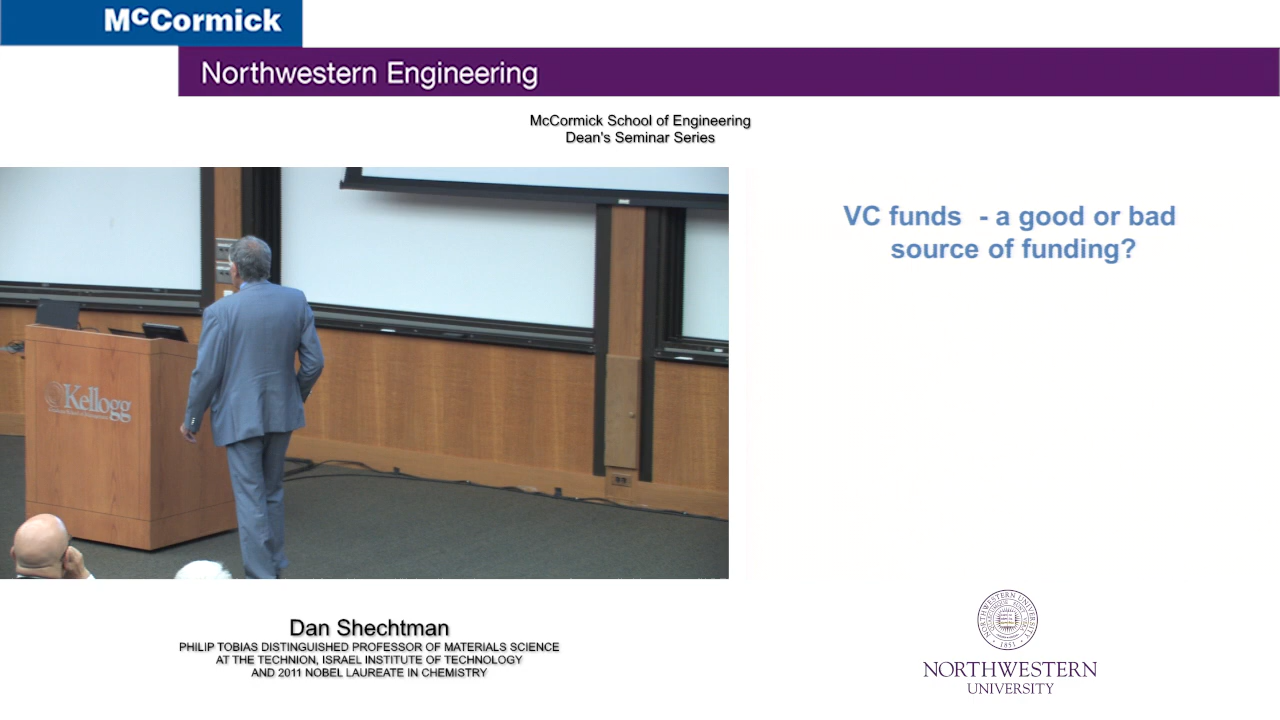 McCormick
Northwestern Engineering
McCormick School of Engineering
Dean's Seminar Series
VC funds - a good or bad
source of funding?
Kellogg
Dan Shechtman
PHILIP TOBIAS DISTINGUISHED PROFESSOR OF MATERIALS SCIENCE
AT THE TECHNION, ISRAEL INSTITUTE OF TECHNOLOGY
AND 2011 NOBEL LAUREATE IN CHEMISTRY
1851
NORTHWESTERN
UNIVERSITY